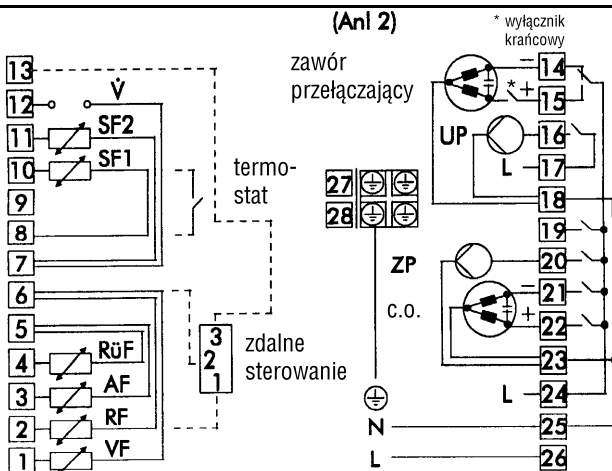 (Anl 2)
* wyłącznik
krańcowy
13
12
V̇
11
SF2
10
SF1
9
8
7
6
5
4
RüF
3
AF
2
RF
1
VF
termo-
stat
3
2
1
zdalne
sterowanie
zawór
przełączający
27
28
ZP
c.o.
UP
L
N
L
−
14
*+
15
16
L
17
18
19
20
−
21
+
22
23
L
24
25
26